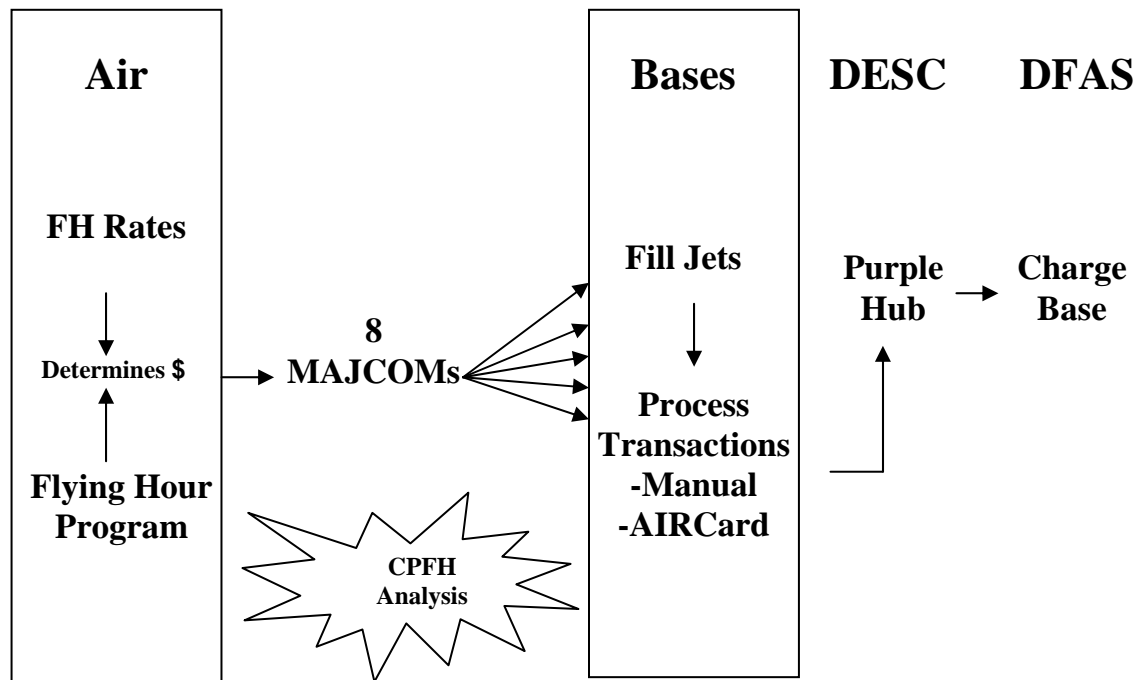 Air
FH Rates
Determines $
Flying Hour
Program
8
MAJCOMs
CPFH
Analysis
Bases
Fill Jets
Process
Transactions
-Manual
-AIRCard
DESC
Purple
Hub
DFAS
Charge
Base